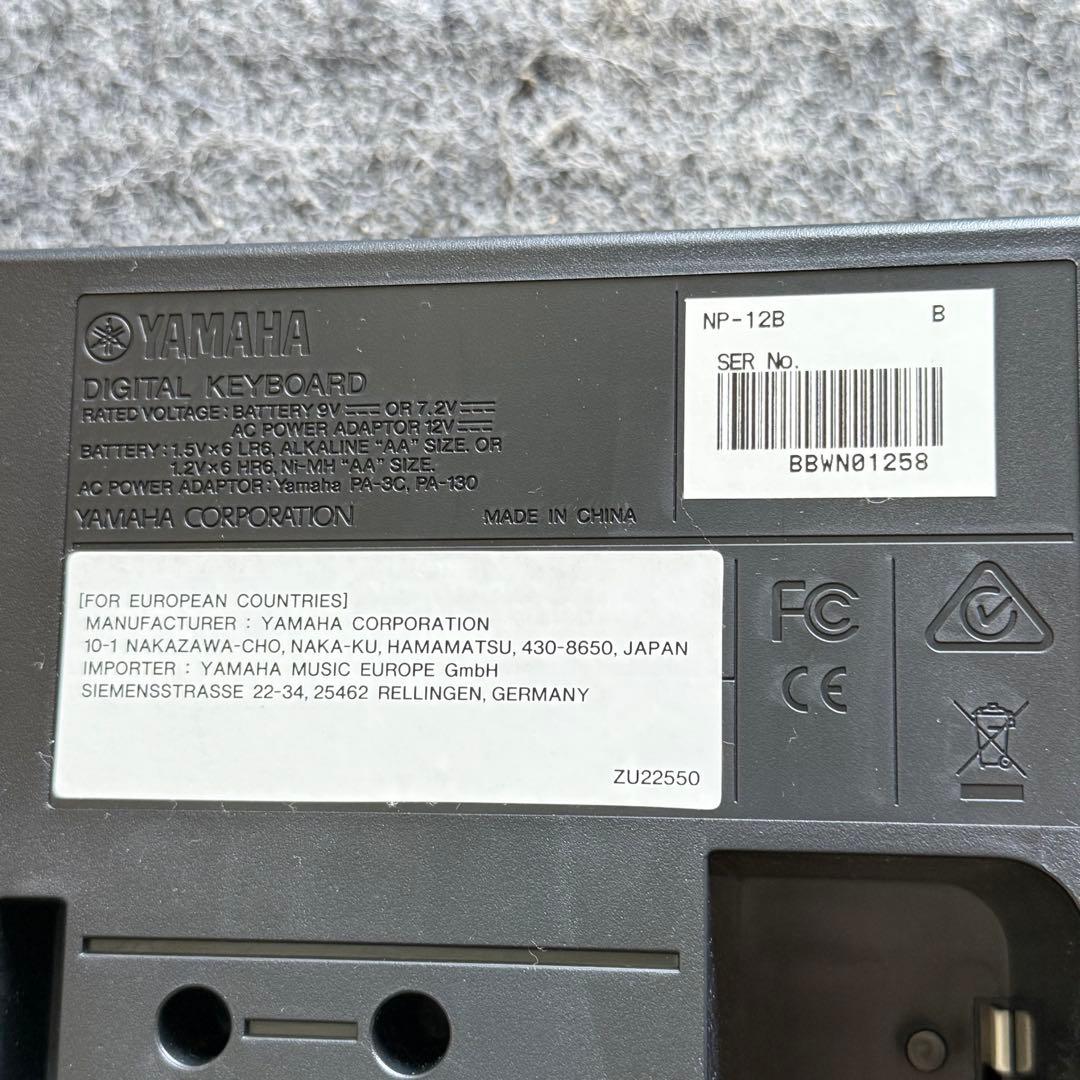 YAMAHA
DIGITAL KEYBOARD
RATED VOLTAGE: BATTERY 9V ⎓ OR 7.2V ⎓
AC POWER ADAPTOR 12V ⎓
BATTERY: 1.5V×6 LR6, ALKALINE "AA" SIZE. OR
1.2V×6 HR6, Ni-MH "AA" SIZE.
AC POWER ADAPTOR: Yamaha PA-3C, PA-130
YAMAHA CORPORATION MADE IN CHINA
NP-12B B
SER No.
BBWN01258
[FOR EUROPEAN COUNTRIES]
MANUFACTURER : YAMAHA CORPORATION
10-1 NAKAZAWA-CHO, NAKA-KU, HAMAMATSU, 430-8650, JAPAN
IMPORTER : YAMAHA MUSIC EUROPE GmbH
SIEMENSSTRASSE 22-34, 25462 RELLINGEN, GERMANY
ZU22550
FC
CE